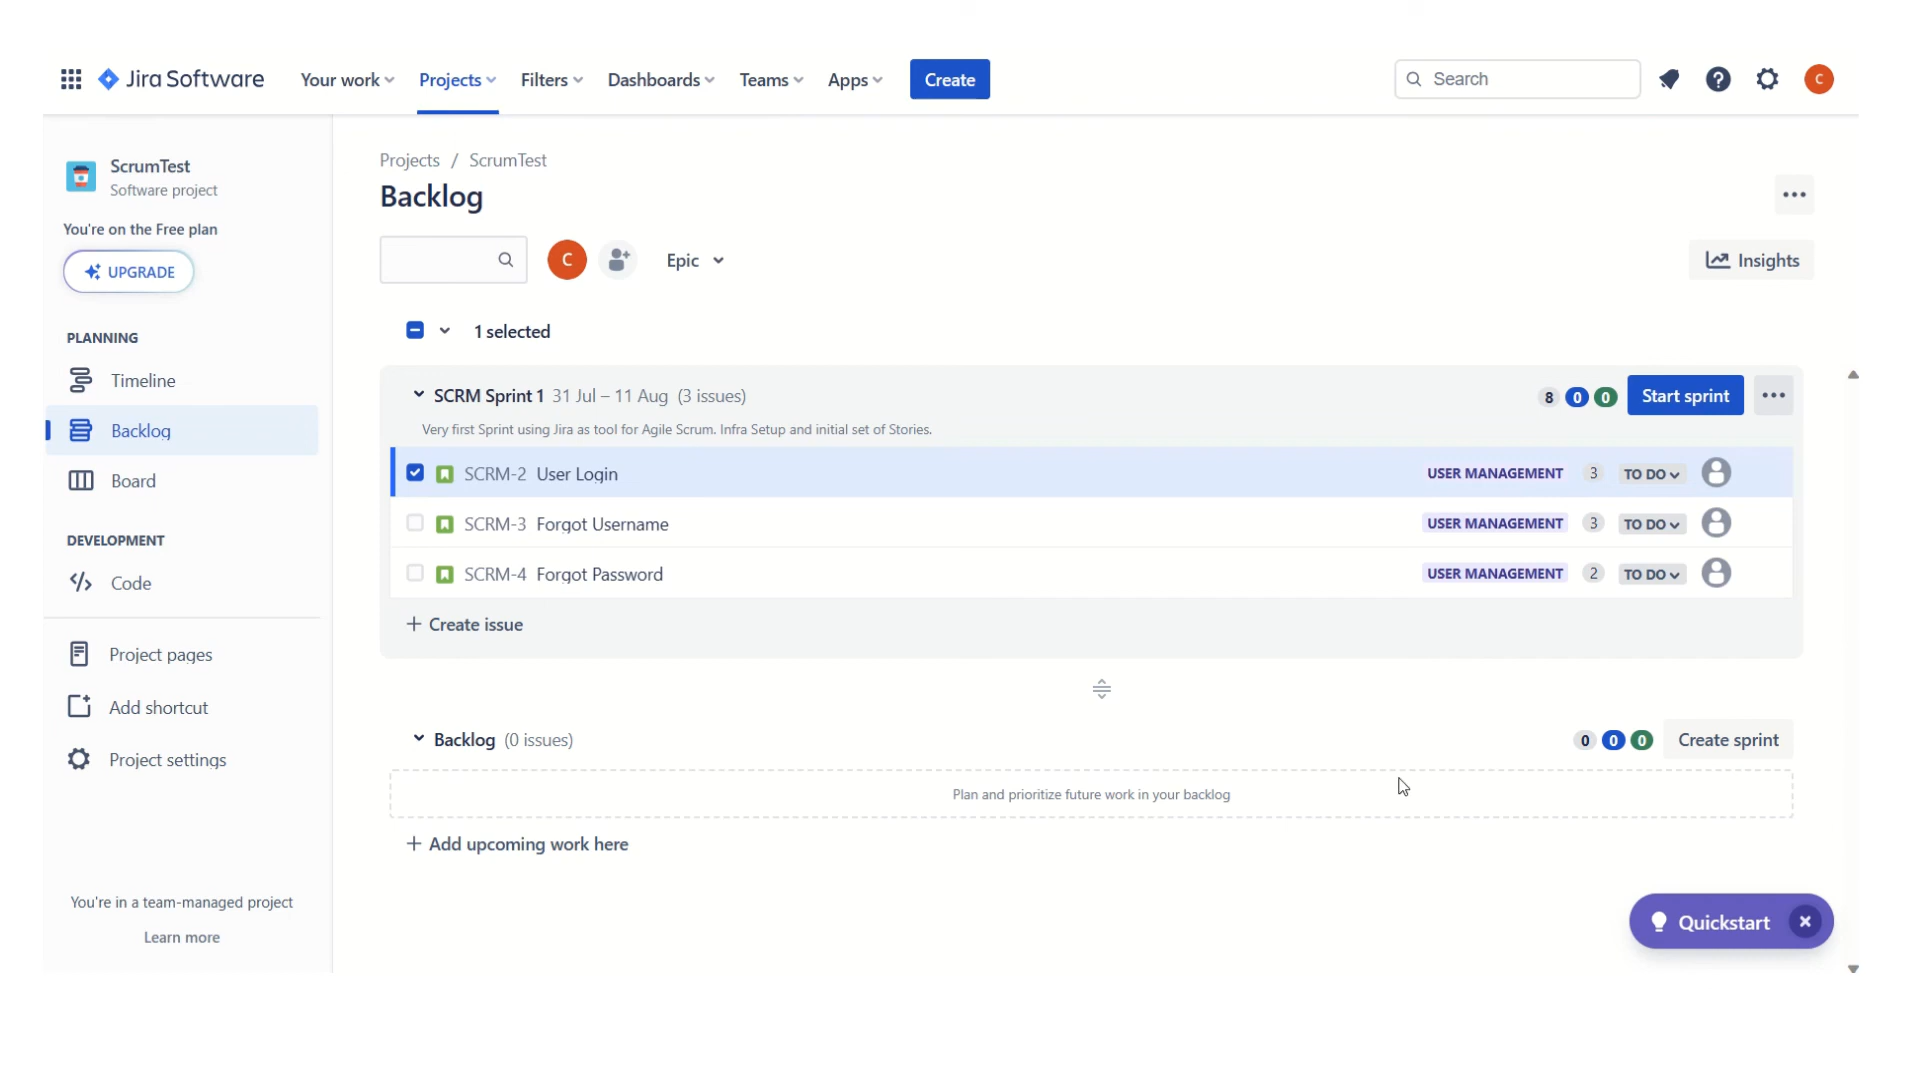 Jira Software Your work Projects Filters Dashboards Teams Apps Create Search C
ScrumTest
Software project
You're on the Free plan
UPGRADE
PLANNING
Timeline
Backlog
Board
DEVELOPMENT
Code
Project pages
Add shortcut
Project settings
You're in a team-managed project
Learn more
Projects / ScrumTest
Backlog
C Epic Insights
1 selected
SCRM Sprint 1 31 Jul – 11 Aug (3 issues) 8 0 0 Start sprint
Very first Sprint using Jira as tool for Agile Scrum. Infra Setup and initial set of Stories.
SCRM-2 User Login USER MANAGEMENT 3 TO DO
SCRM-3 Forgot Username USER MANAGEMENT 3 TO DO
SCRM-4 Forgot Password USER MANAGEMENT 2 TO DO
+ Create issue
Backlog (0 issues) 0 0 0 Create sprint
Plan and prioritize future work in your backlog
+ Add upcoming work here
Quickstart